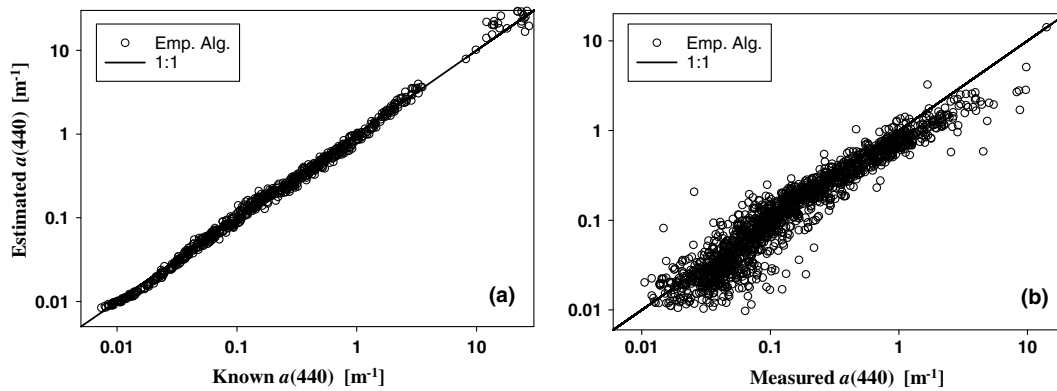 Estimated a(440) [m⁻¹]
10
1
0.1
0.01
Emp. Alg.
1:1
(a)
0.01 0.1 1 10
Known a(440) [m⁻¹]
10
1
0.1
0.01
Emp. Alg.
1:1
(b)
0.01 0.1 1 10
Measured a(440) [m⁻¹]